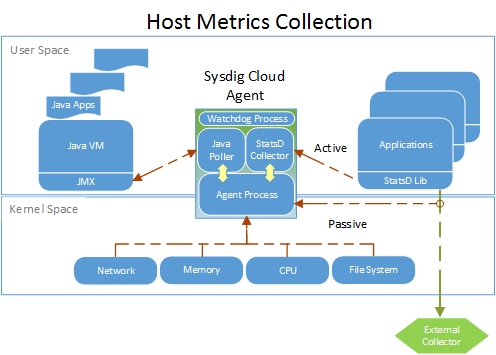 Host Metrics Collection
User Space
Sysdig Cloud
Agent
Java Apps
Watchdog Process
Java VM
Java
Poller
StatsD
Collector
Active
Applications
JMX
StatsD Lib
Agent Process
Kernel Space
Passive
Network
Memory
CPU
File System
External
Collector